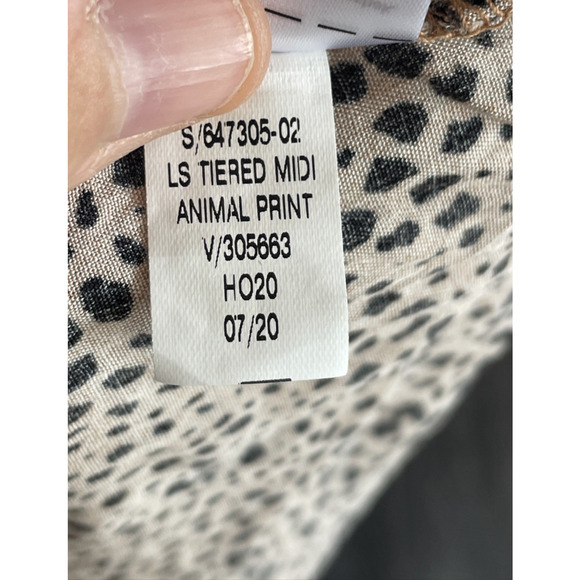 S/647305-02
LS TIERED MIDI
ANIMAL PRINT
V/305663
HO20
07/20